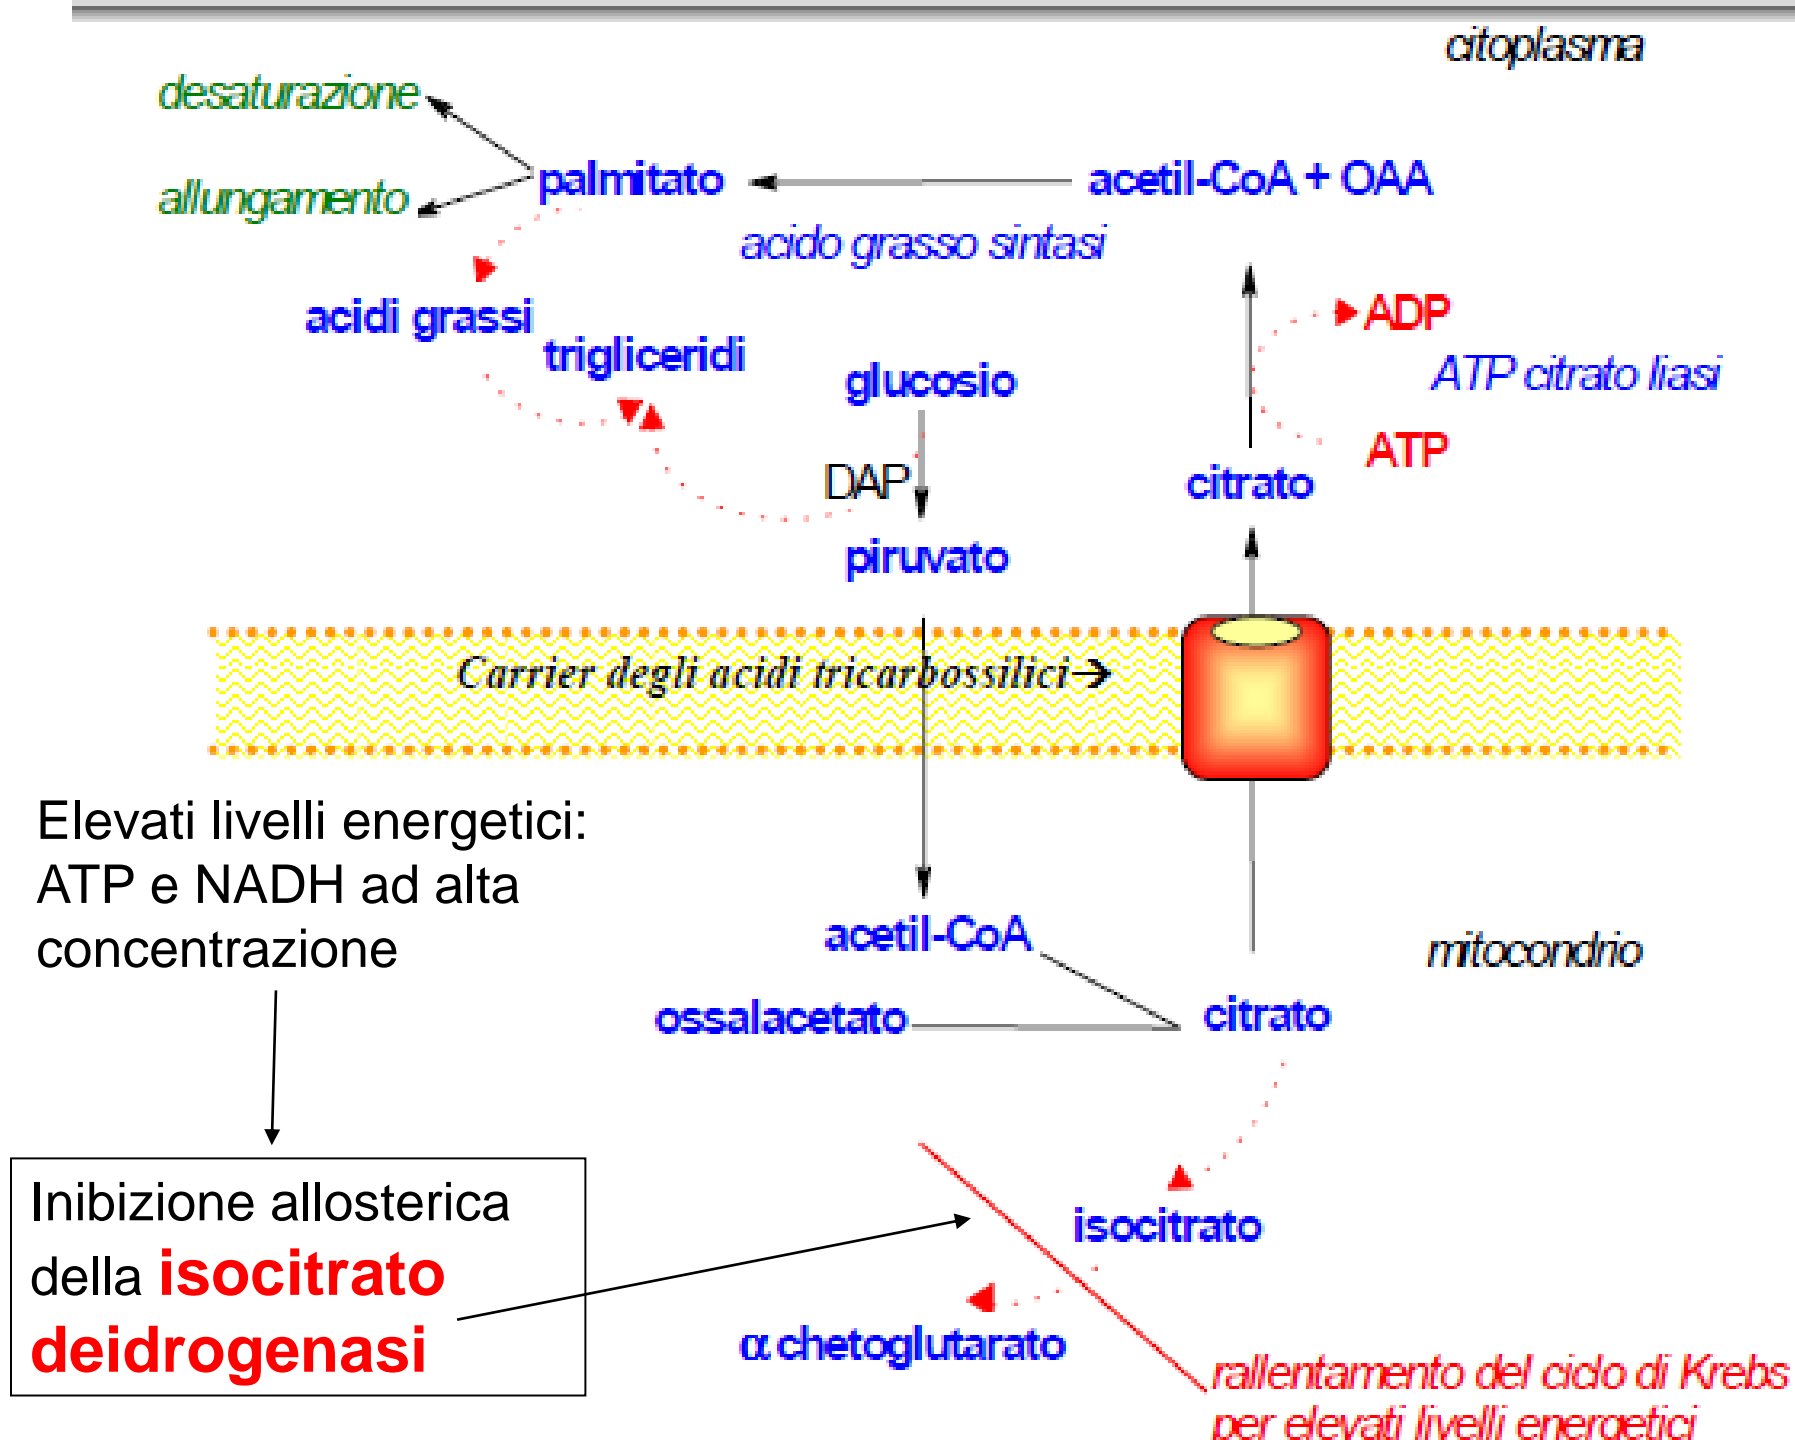 citoplasma
desaturazione
palmitato
acetil-CoA + OAA
allungamento
acido grasso sintasi
acidi grassi
trigliceridi
glucosio
ADP
ATP citrato liasi
ATP
DAP
citrato
piruvato
Carrier degli acidi tricarbossilici→
Elevati livelli energetici:
ATP e NADH ad alta
concentrazione
acetil-CoA
mitocondrio
ossalacetato
citrato
Inibizione allosterica
della isocitrato
deidrogenasi
isocitrato
α chetoglutarato
rallentamento del ciclo di Krebs
per elevati livelli energetici